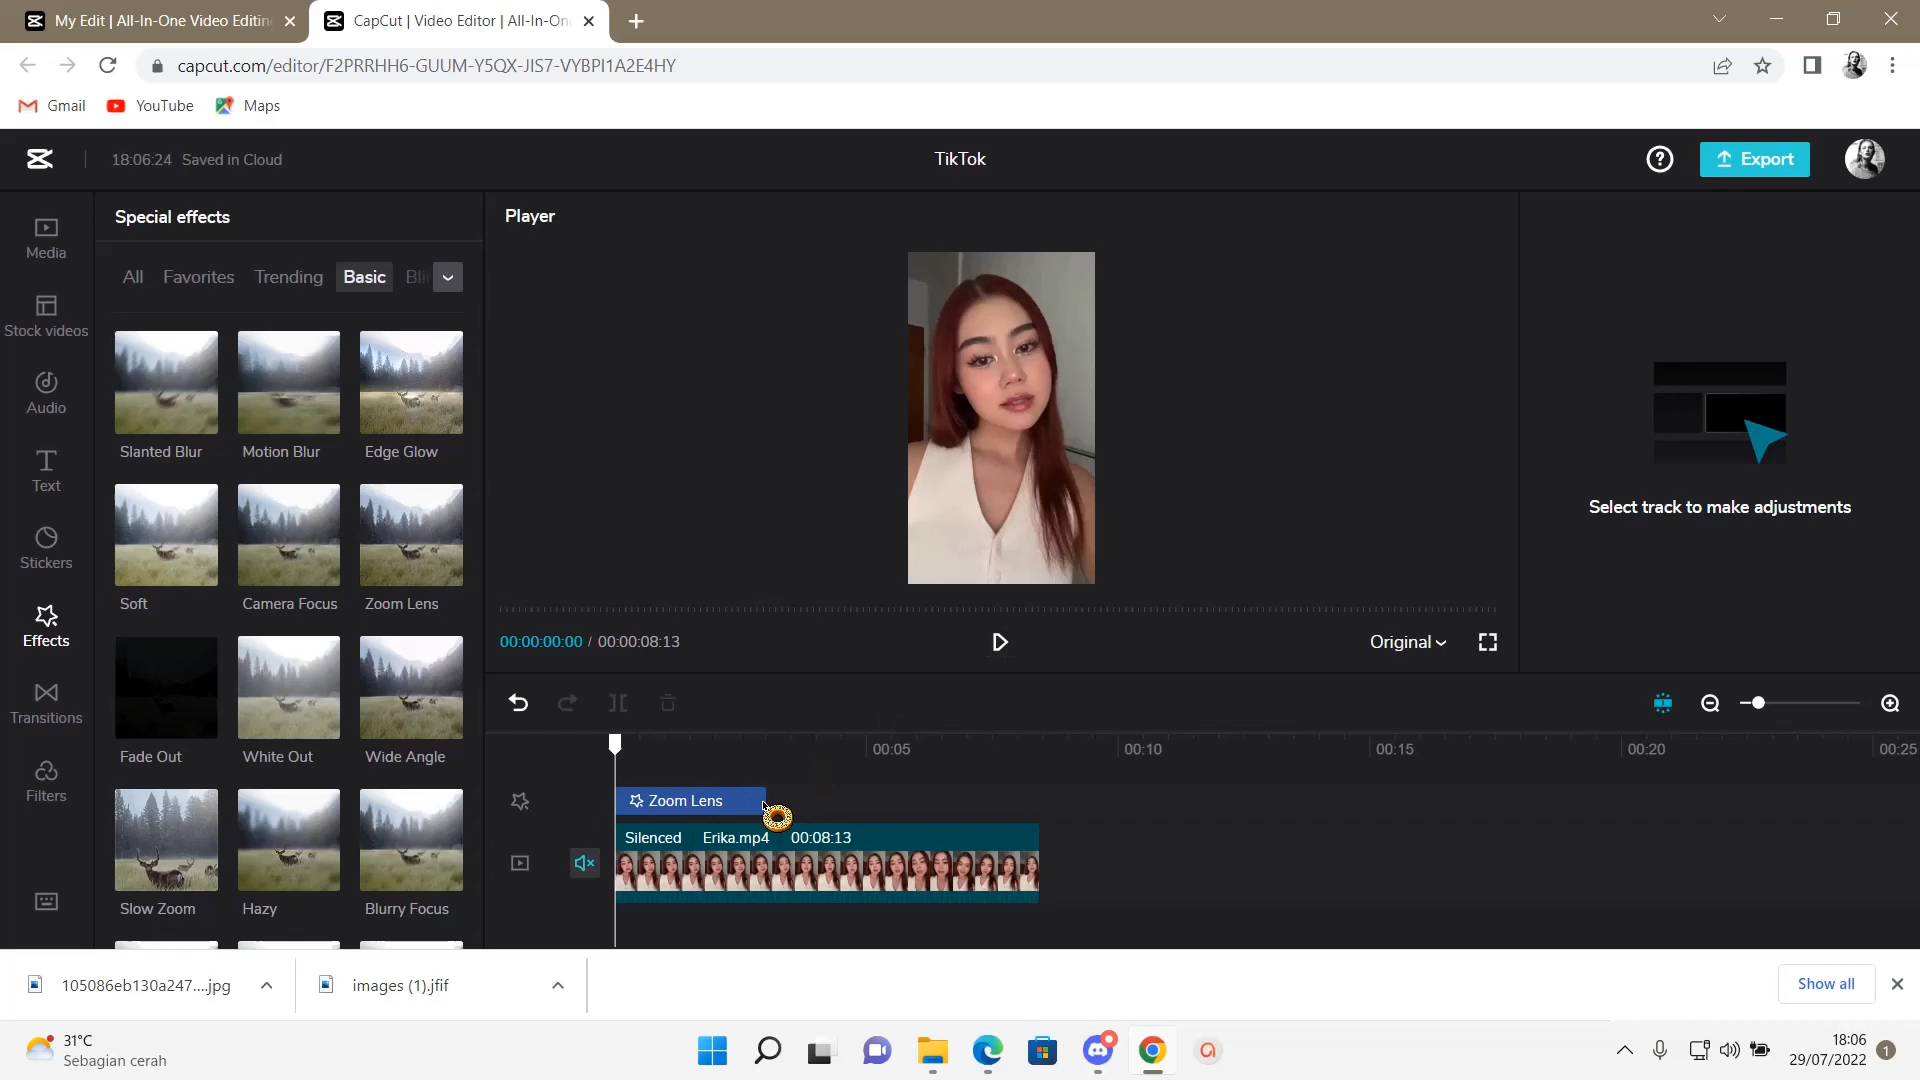 My Edit | All-In-One Video Editin
CapCut | Video Editor | All-In-On
capcut.com/editor/F2PRRHH6-GUUM-Y5QX-JIS7-VYBPI1A2E4HY
Gmail
YouTube
Maps
18:06:24 Saved in Cloud
TikTok
Export
Media
Stock videos
Audio
Text
Stickers
Effects
Transitions
Filters
Special effects
All Favorites Trending Basic Bli
Slanted Blur Motion Blur Edge Glow
Soft Camera Focus Zoom Lens
Fade Out White Out Wide Angle
Slow Zoom Hazy Blurry Focus
Player
00:00:00:00 / 00:00:08:13
Original
Select track to make adjustments
00:05 00:10 00:15 00:20 00:25
Zoom Lens
Silenced Erika.mp4 00:08:13
105086eb130a247....jpg
images (1).jfif
Show all
31°C
Sebagian cerah
18:06
29/07/2022
1